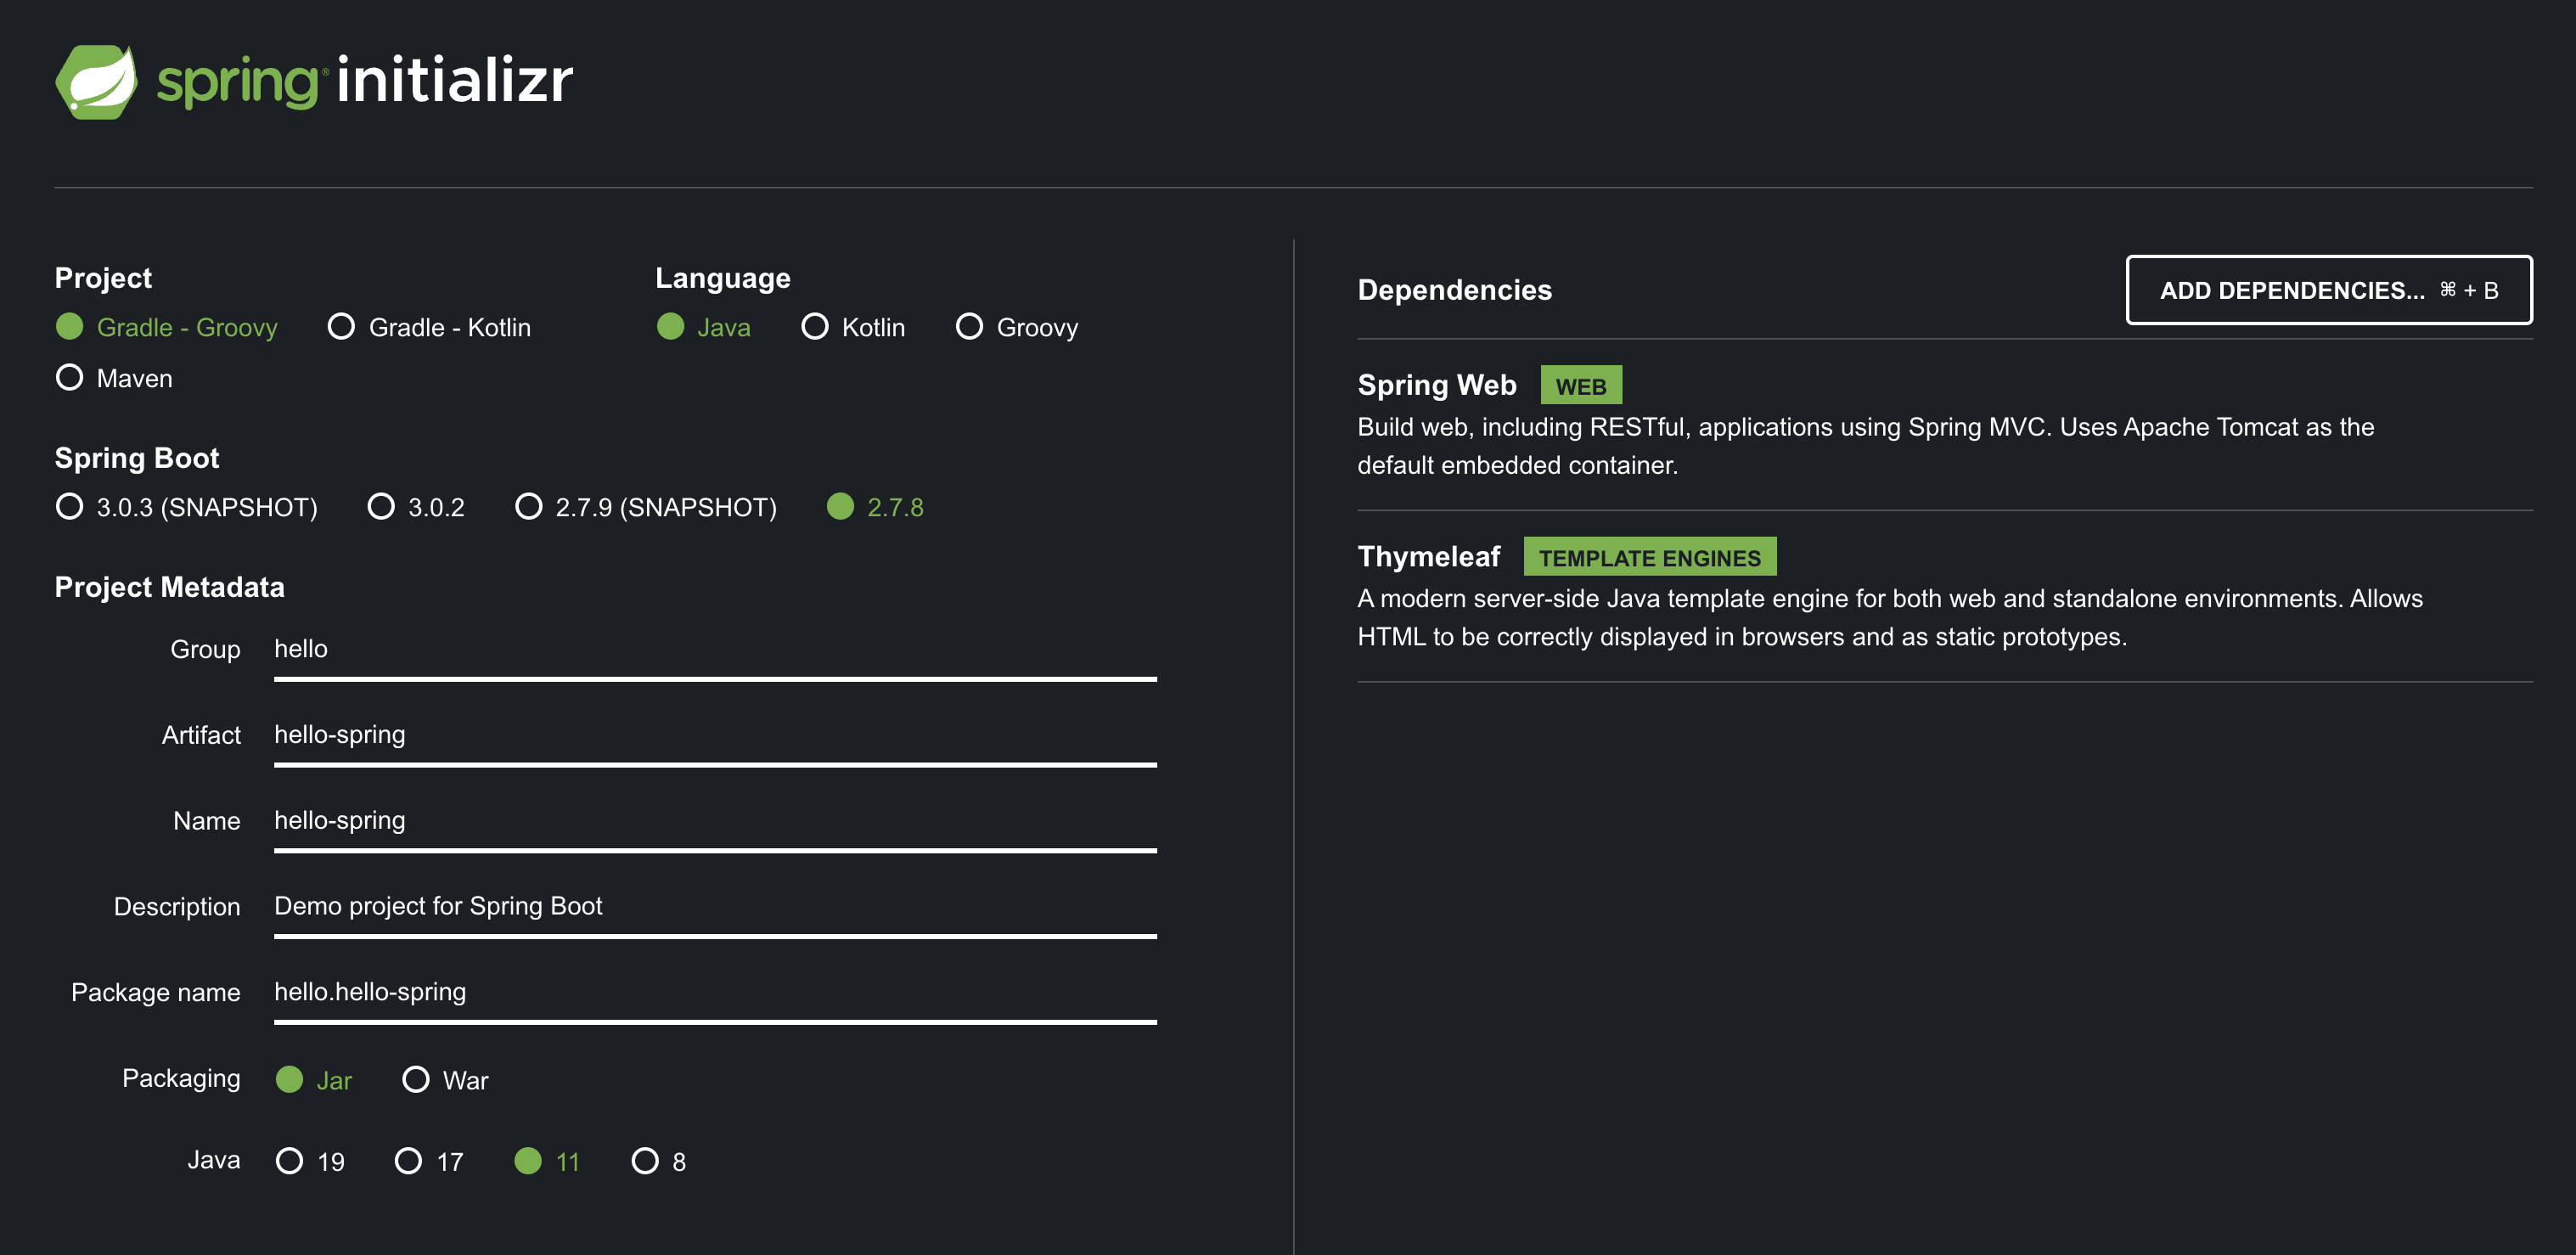 spring® initializr
Project
Gradle - Groovy Gradle - Kotlin
Maven
Language
Java Kotlin Groovy
Spring Boot
3.0.3 (SNAPSHOT) 3.0.2 2.7.9 (SNAPSHOT) 2.7.8
Project Metadata
Group hello
Artifact hello-spring
Name hello-spring
Description Demo project for Spring Boot
Package name hello.hello-spring
Packaging Jar War
Java 19 17 11 8
Dependencies
ADD DEPENDENCIES... ⌘ + B
Spring Web WEB
Build web, including RESTful, applications using Spring MVC. Uses Apache Tomcat as the
default embedded container.
Thymeleaf TEMPLATE ENGINES
A modern server-side Java template engine for both web and standalone environments. Allows
HTML to be correctly displayed in browsers and as static prototypes.